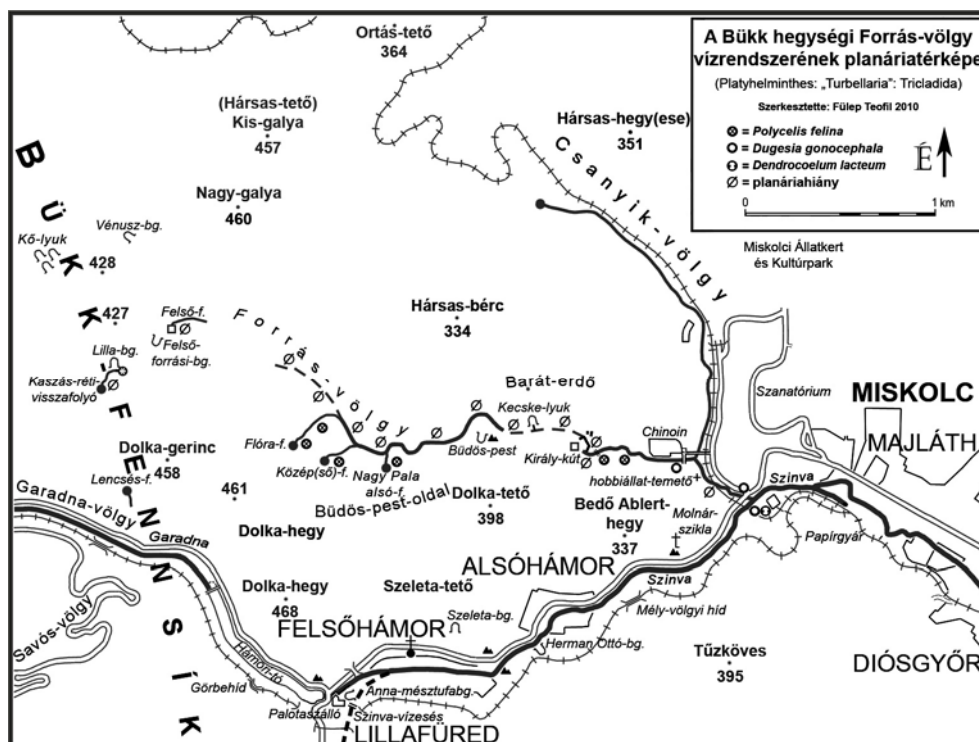 A Bükk hegységi Forrás-völgy
vízrendszerének planáriatérképe
(Platyhelminthes: „Turbellaria”: Tricladida)
Szerkesztette: Fülep Teofil 2010
= Polycelis felina
= Dugesia gonocephala
= Dendrocoelum lacteum
= planáriahiány
É
0 1 km
Ortás-tető
364
(Hársas-tető)
Kis-galya
457
Hársas-hegy(ese)
351
Csanyik-völgy
Nagy-galya
460
Vénusz-bg.
Kő-lyuk
428
BÜKK
Miskolci Állatkert
és Kultúrpark
427
Felső-f.
Felső-
forrási-bg.
Forrás-völgy
Hársas-bérc
334
Lilla-bg.
Kaszás-réti-
visszafolyó
Barát-erdő
Kecske-lyuk
Szanatórium
MISKOLC
MAJLÁTH
Dolka-gerinc
458
Flóra-f.
Közép(ső)-f.
Nagy Pala
alsó-f.
Büdös-pest
Király-kút
Chinoin
hobbiállat-temető
Lencsés-f.
FENNSÍK
461
Dolka-hegy
Büdös-pest-oldal
Dolka-tető
398
Bedő Ablert-
hegy
337
Molnár-
szikla
Szinva
Papírgyár
Garadna-völgy
Garadna
ALSÓHÁMOR
Dolka-hegy
468
Szeleta-tető
Szeleta-bg.
Szinva
Mély-völgyi híd
Savós-völgy
FELSŐHÁMOR
Hámori-tó
Herman Ottó-bg.
Tűzköves
395
DIÓSGYŐR
Görbehíd
Anna-mésztufabg.
Palotaszálló
Szinva-vízesés
LILLAFÜRED